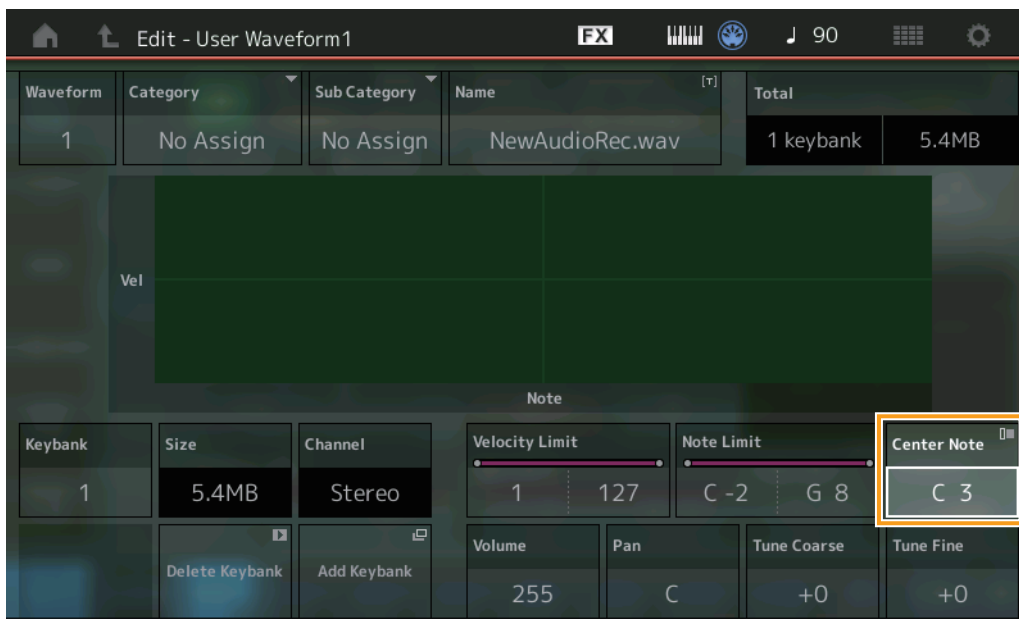 Edit - User Waveform1 FX ♩ 90
Waveform Category Sub Category Name [T] Total
1 No Assign No Assign NewAudioRec.wav 1 keybank 5.4MB
Vel
Note
Keybank Size Channel Velocity Limit Note Limit Center Note
1 5.4MB Stereo 1 127 C -2 G 8 C 3
Delete Keybank Add Keybank Volume Pan Tune Coarse Tune Fine
255 C +0 +0